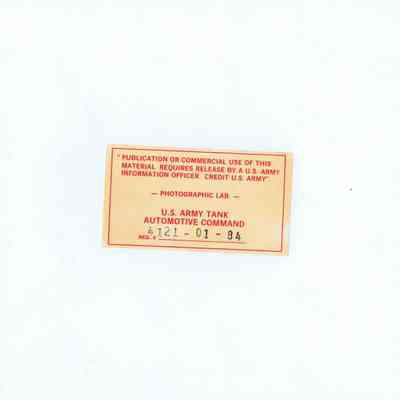 "PUBLICATION OR COMMERCIAL USE OF THIS
MATERIAL REQUIRES RELEASE BY A U.S. ARMY
INFORMATION OFFICER CREDIT U.S. ARMY".
— PHOTOGRAPHIC LAB —
U.S. ARMY TANK
AUTOMOTIVE COMMAND
NEG. # 6121-01-84